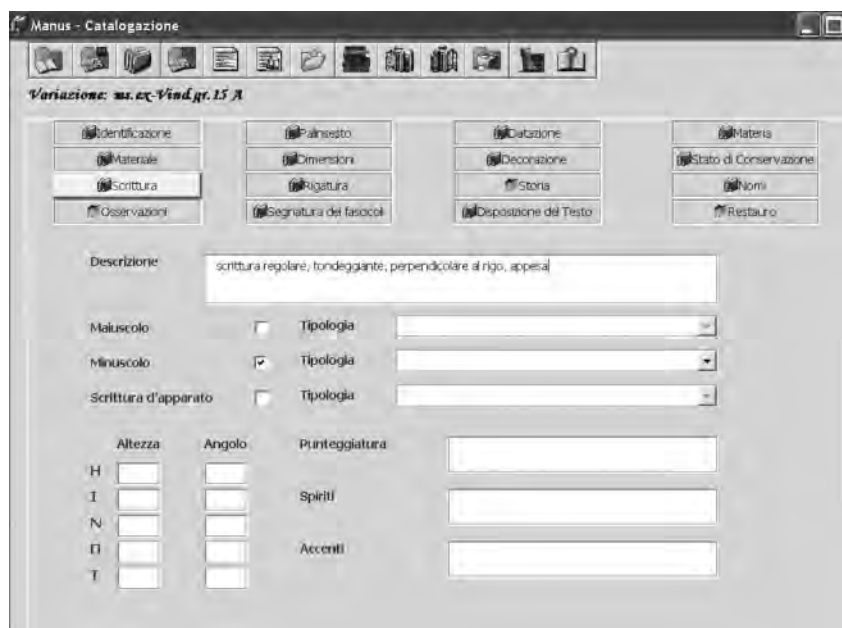 Manus - Catalogazione
Variazione: ms. ex-Vind.gr.15 A
Identificazione Palinsesto Datazione Materia
Materiale Dimensioni Decorazione Stato di Conservazione
Scrittura Rigatura Storia Nomi
Osservazioni Segnatura dei fascicoli Disposizione del Testo Restauro
Descrizione scrittura regolare, tondeggiante, perpendicolare al rigo, appesa
Maiuscolo Tipologia
Minuscolo Tipologia
Scrittura d'apparato Tipologia
Altezza Angolo Punteggiatura
H
I Spiriti
N
Π Accenti
T